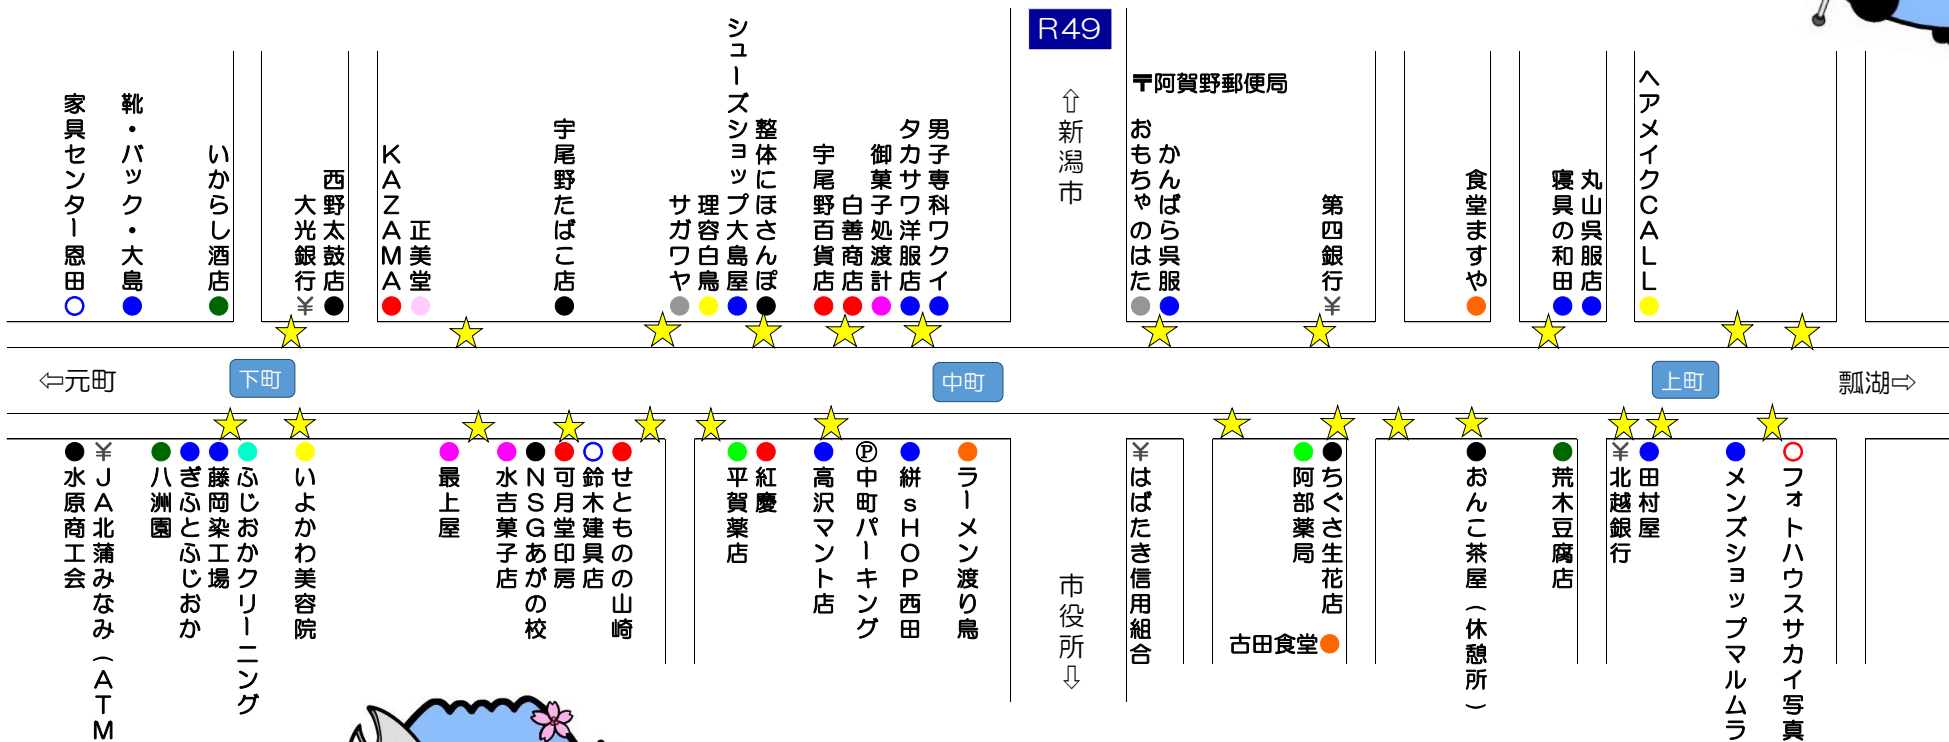 R49
⇧新潟市
〒阿賀野郵便局
家具センター恩田
靴・バック・大島
いからし酒店
大光銀行
￥
西野太鼓店
KAZAMA
正美堂
宇尾野たばこ店
サガワヤ
理容白鳥
シューズショップ大島屋
整体にほさんぽ
宇尾野百貨店
白善商店
御菓子処渡計
タカサワ洋服店
男子専科ワクイ
おもちゃのはた
かんばら呉服
第四銀行
￥
食堂ますや
寝具の和田
丸山呉服店
ヘアメイクCALL
⇦元町
下町
中町
上町
瓢湖⇨
水原商工会
￥
JA北蒲みなみ（ATM
八洲園
ぎふとふじおか
藤岡染工場
ふじおかクリーニング
いよかわ美容院
最上屋
水吉菓子店
NSGあがの校
可月堂印房
鈴木建具店
せともの山崎
平賀薬店
紅慶
高沢マント店
Ⓟ
中町パーキング
絣sHOP西田
ラーメン渡り鳥
市役所⇩
￥
はばたき信用組合
阿部薬局
ちぐさ生花店
古田食堂
おんこ茶屋（休憩所）
荒木豆腐店
￥
北越銀行
田村屋
メンズショップマルムラ
フォトハウスサカイ写真